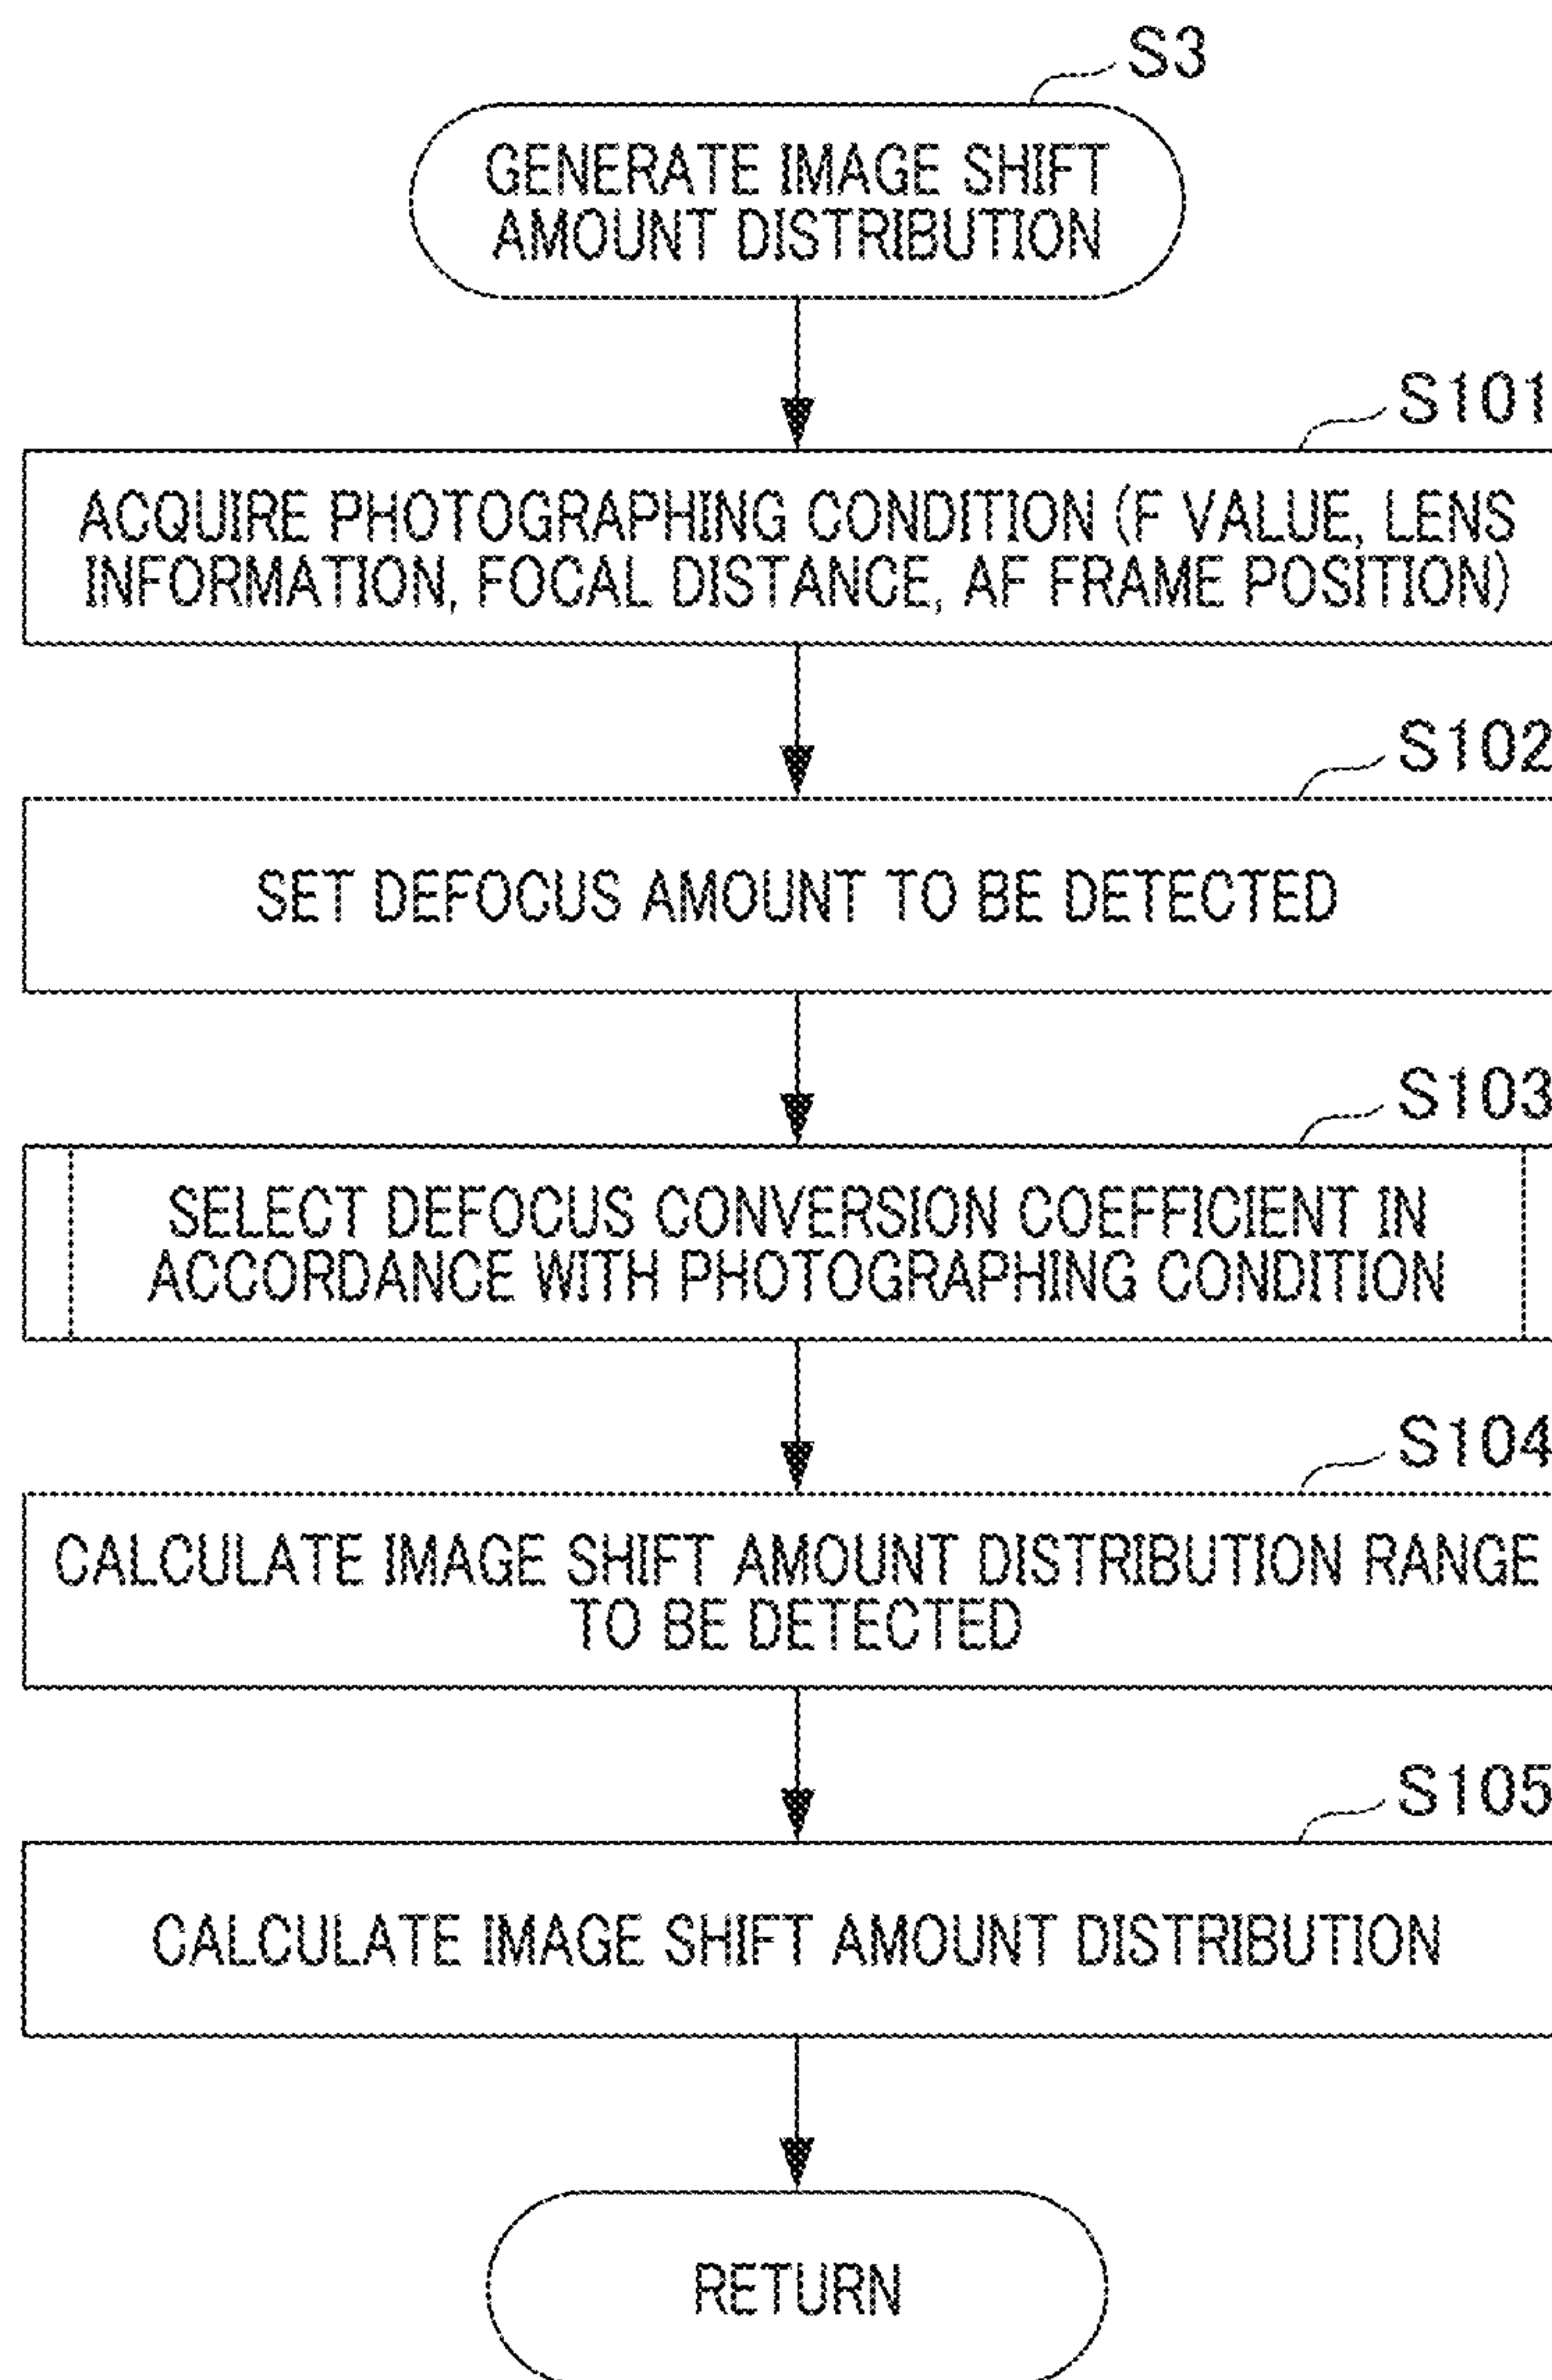 S3
GENERATE IMAGE SHIFT
AMOUNT DISTRIBUTION
S101
ACQUIRE PHOTOGRAPHING CONDITION (F VALUE, LENS
INFORMATION, FOCAL DISTANCE, AF FRAME POSITION)
S102
SET DEFOCUS AMOUNT TO BE DETECTED
S103
SELECT DEFOCUS CONVERSION COEFFICIENT IN
ACCORDANCE WITH PHOTOGRAPHING CONDITION
S104
CALCULATE IMAGE SHIFT AMOUNT DISTRIBUTION RANGE
TO BE DETECTED
S105
CALCULATE IMAGE SHIFT AMOUNT DISTRIBUTION
RETURN